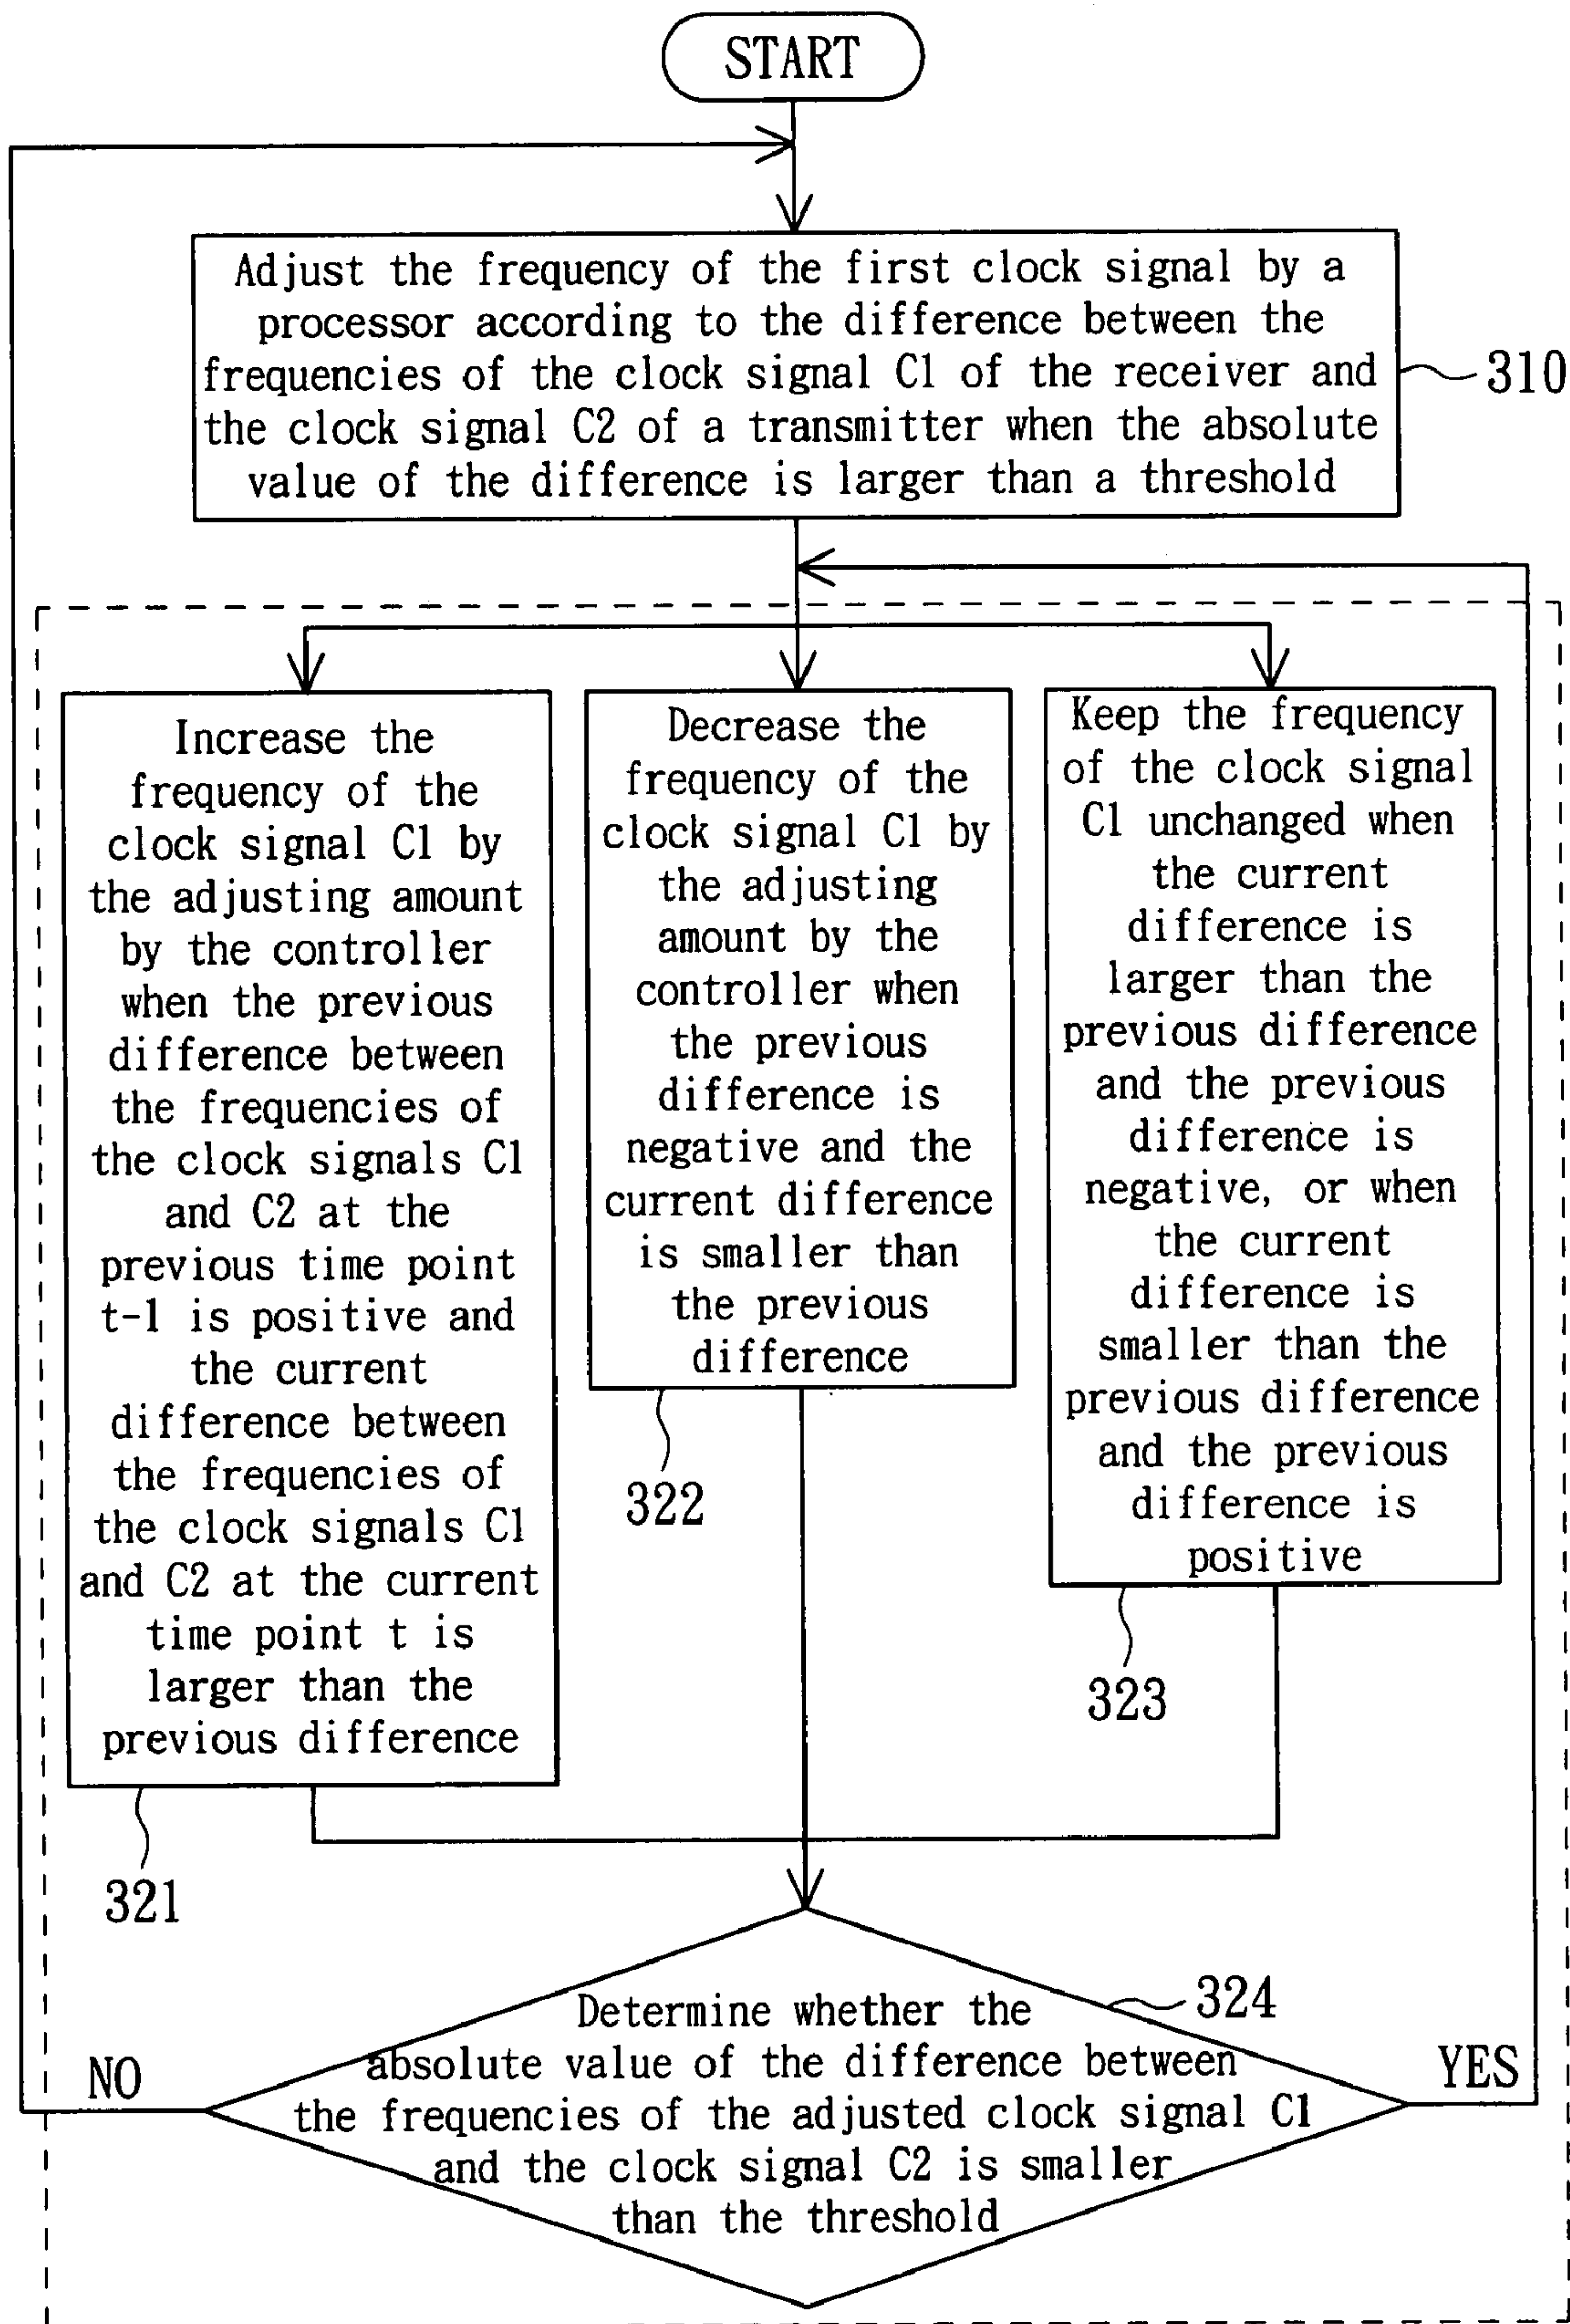 START
Adjust the frequency of the first clock signal by a
processor according to the difference between the
frequencies of the clock signal C1 of the receiver and
the clock signal C2 of a transmitter when the absolute
value of the difference is larger than a threshold
310
Increase the
frequency of the
clock signal C1 by
the adjusting amount
by the controller
when the previous
difference between
the frequencies of
the clock signals C1
and C2 at the
previous time point
t-1 is positive and
the current
difference between
the frequencies of
the clock signals C1
and C2 at the current
time point t is
larger than the
previous difference
321
Decrease the
frequency of the
clock signal C1 by
the adjusting
amount by the
controller when
the previous
difference is
negative and the
current difference
is smaller than
the previous
difference
322
Keep the frequency
of the clock signal
C1 unchanged when
the current
difference is
larger than the
previous difference
and the previous
difference is
negative, or when
the current
difference is
smaller than the
previous difference
and the previous
difference is
positive
323
Determine whether the
absolute value of the difference between
the frequencies of the adjusted clock signal C1
and the clock signal C2 is smaller
than the threshold
324
NO
YES